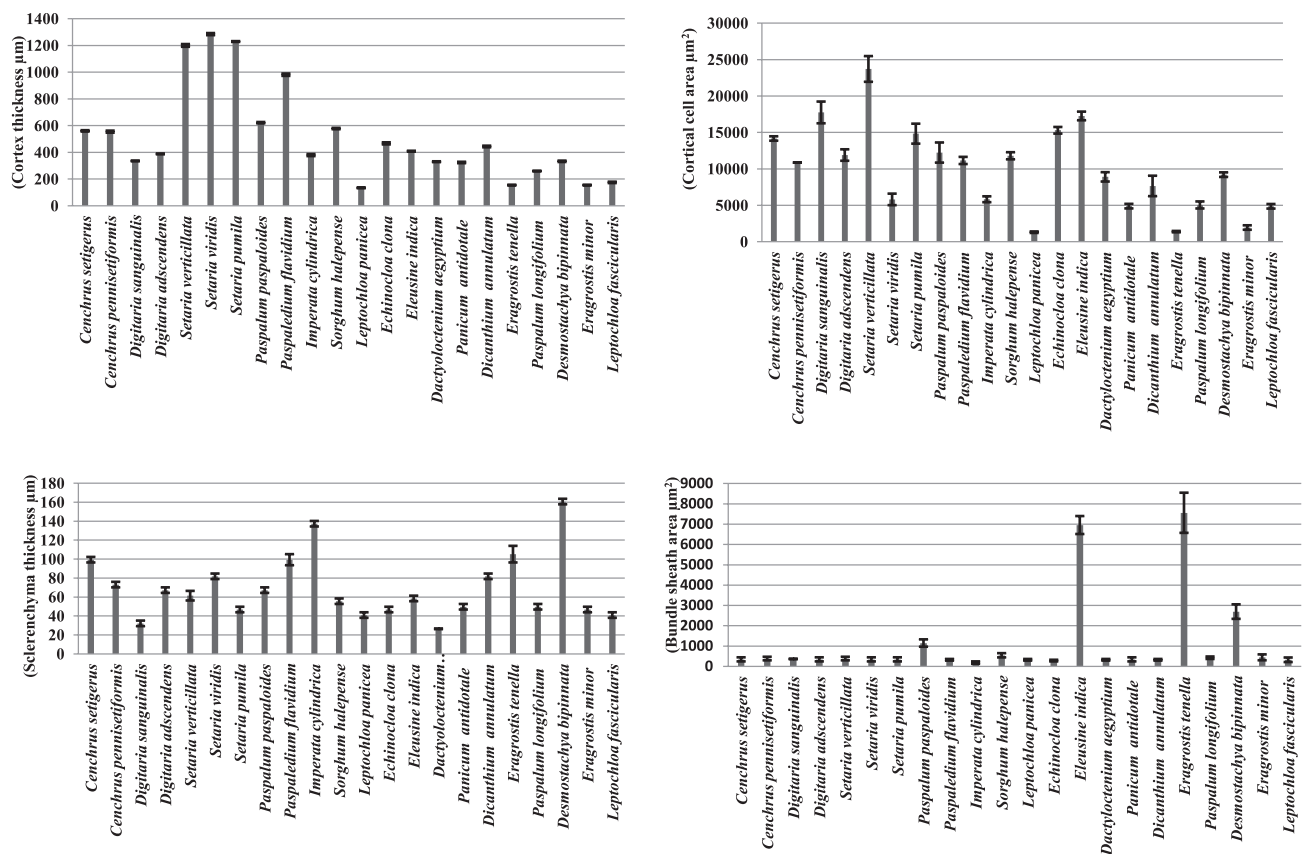 (Cortex thickness µm)
1400
1200
1000
800
600
400
200
0
Cenchrus setigerus
Cenchrus pennisetiformis
Digitaria sanguinalis
Digitaria adscendens
Setaria verticillata
Setaria viridis
Setaria pumila
Paspalum paspaloides
Paspaledium flavidium
Imperata cylindrica
Sorghum halepense
Leptochloa panicea
Echinocloa clona
Eleusine indica
Dactyloctenium aegyptium
Panicum antidotale
Dicanthium annulatum
Eragrostis tenella
Paspalum longifolium
Desmostachya bipinnata
Eragrostis minor
Leptochloa fascicularis
(Cortical cell area µm²)
30000
25000
20000
15000
10000
5000
0
Cenchrus setigerus
Cenchrus pennisetiformis
Digitaria sanguinalis
Digitaria adscendens
Setaria verticillata
Setaria viridis
Setaria pumila
Paspalum paspaloides
Paspaledium flavidium
Imperata cylindrica
Sorghum halepense
Leptochloa panicea
Echinocloa clona
Eleusine indica
Dactyloctenium aegyptium
Panicum antidotale
Dicanthium annulatum
Eragrostis tenella
Paspalum longifolium
Desmostachya bipinnata
Eragrostis minor
Leptochloa fascicularis
(Sclerenchyma thickness µm)
180
160
140
120
100
80
60
40
20
0
Cenchrus setigerus
Cenchrus pennisetiformis
Digitaria sanguinalis
Digitaria adscendens
Setaria verticillata
Setaria viridis
Setaria pumila
Paspalum paspaloides
Paspaledium flavidium
Imperata cylindrica
Sorghum halepense
Leptochloa panicea
Echinocloa clona
Eleusine indica
Dactyloctenium…
Panicum antidotale
Dicanthium annulatum
Eragrostis tenella
Paspalum longifolium
Desmostachya bipinnata
Eragrostis minor
Leptochloa fascicularis
(Bundle sheath area µm²)
9000
8000
7000
6000
5000
4000
3000
2000
1000
0
Cenchrus setigerus
Cenchrus pennisetiformis
Digitaria sanguinalis
Digitaria adscendens
Setaria verticillata
Setaria viridis
Setaria pumila
Paspalum paspaloides
Paspaledium flavidium
Imperata cylindrica
Sorghum halepense
Leptochloa panicea
Echinocloa clona
Eleusine indica
Dactyloctenium aegyptium
Panicum antidotale
Dicanthium annulatum
Eragrostis tenella
Paspalum longifolium
Desmostachya bipinnata
Eragrostis minor
Leptochloa fascicularis